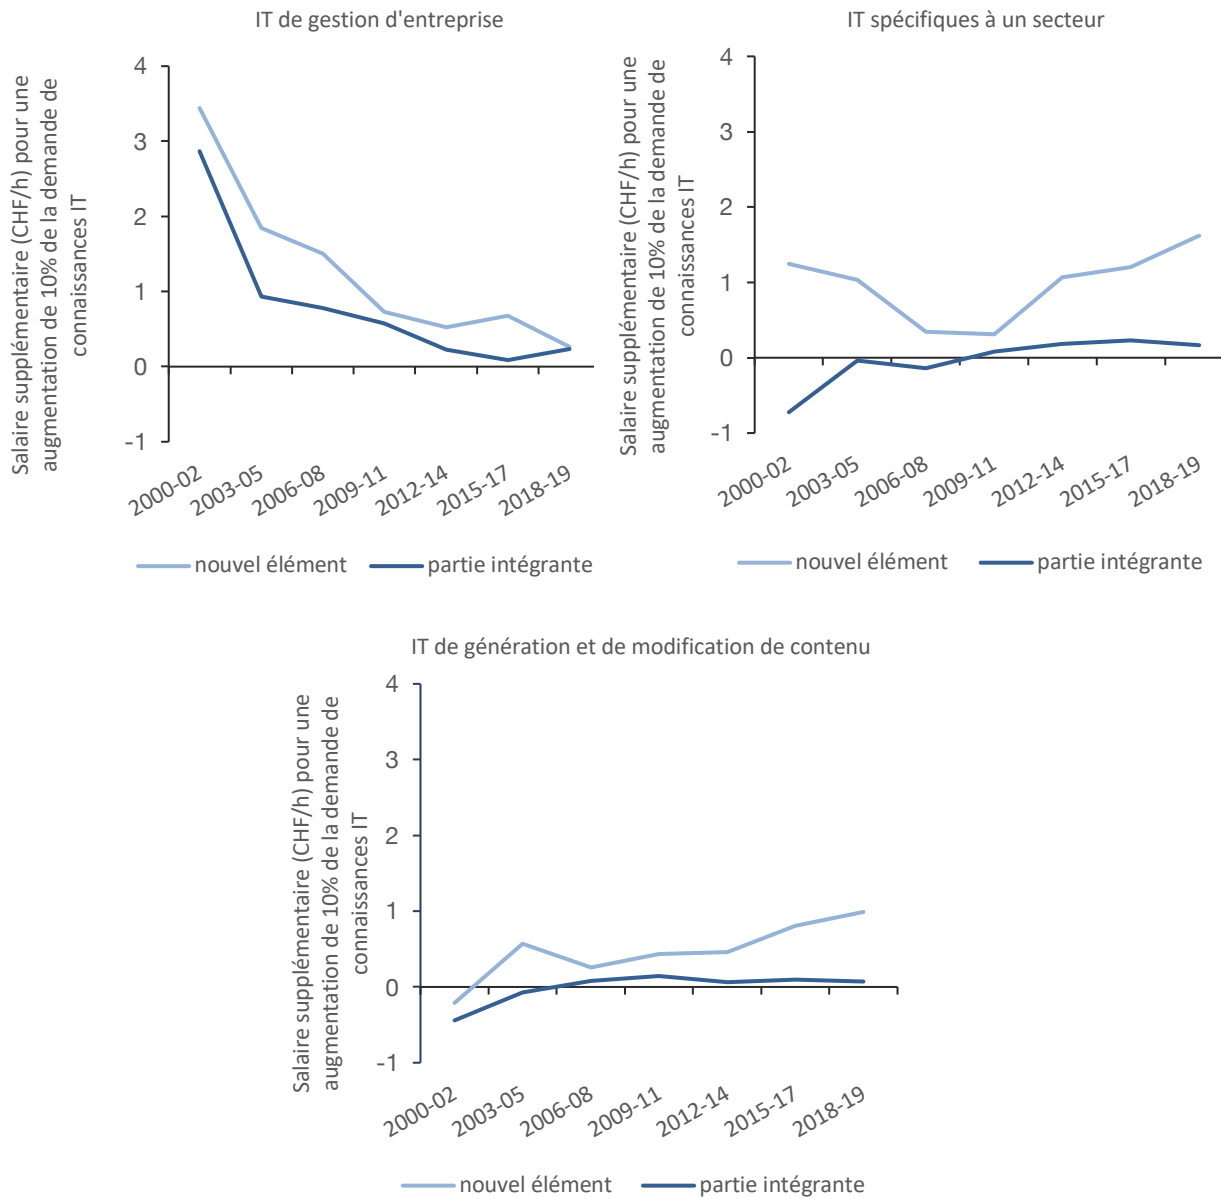 IT de gestion d'entreprise
Salaire supplémentaire (CHF/h) pour une
augmentation de 10% de la demande de
connaissances IT
4
3
2
1
0
-1
2000-02
2003-05
2006-08
2009-11
2012-14
2015-17
2018-19
nouvel élément
partie intégrante
IT spécifiques à un secteur
Salaire supplémentaire (CHF/h) pour une
augmentation de 10% de la demande de
connaissances IT
4
3
2
1
0
-1
2000-02
2003-05
2006-08
2009-11
2012-14
2015-17
2018-19
nouvel élément
partie intégrante
IT de génération et de modification de contenu
Salaire supplémentaire (CHF/h) pour une
augmentation de 10% de la demande de
connaissances IT
4
3
2
1
0
-1
2000-02
2003-05
2006-08
2009-11
2012-14
2015-17
2018-19
nouvel élément
partie intégrante